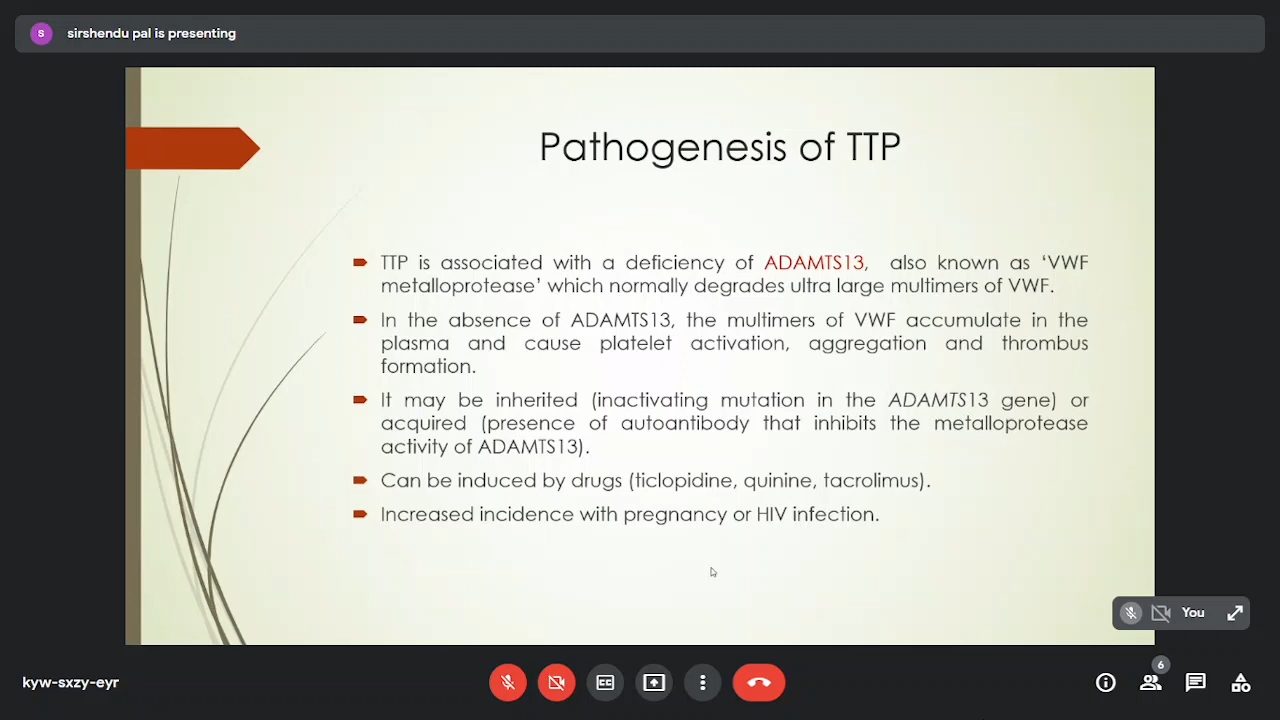 S
sirshendu pal is presenting
Pathogenesis of TTP
TTP is associated with a deficiency of ADAMTS13, also known as ‘VWF
metalloprotease’ which normally degrades ultra large multimers of VWF.
In the absence of ADAMTS13, the multimers of VWF accumulate in the
plasma and cause platelet activation, aggregation and thrombus
formation.
It may be inherited (inactivating mutation in the ADAMTS13 gene) or
acquired (presence of autoantibody that inhibits the metalloprotease
activity of ADAMTS13).
Can be induced by drugs (ticlopidine, quinine, tacrolimus).
Increased incidence with pregnancy or HIV infection.
You
kyw-sxzy-eyr
CC
6